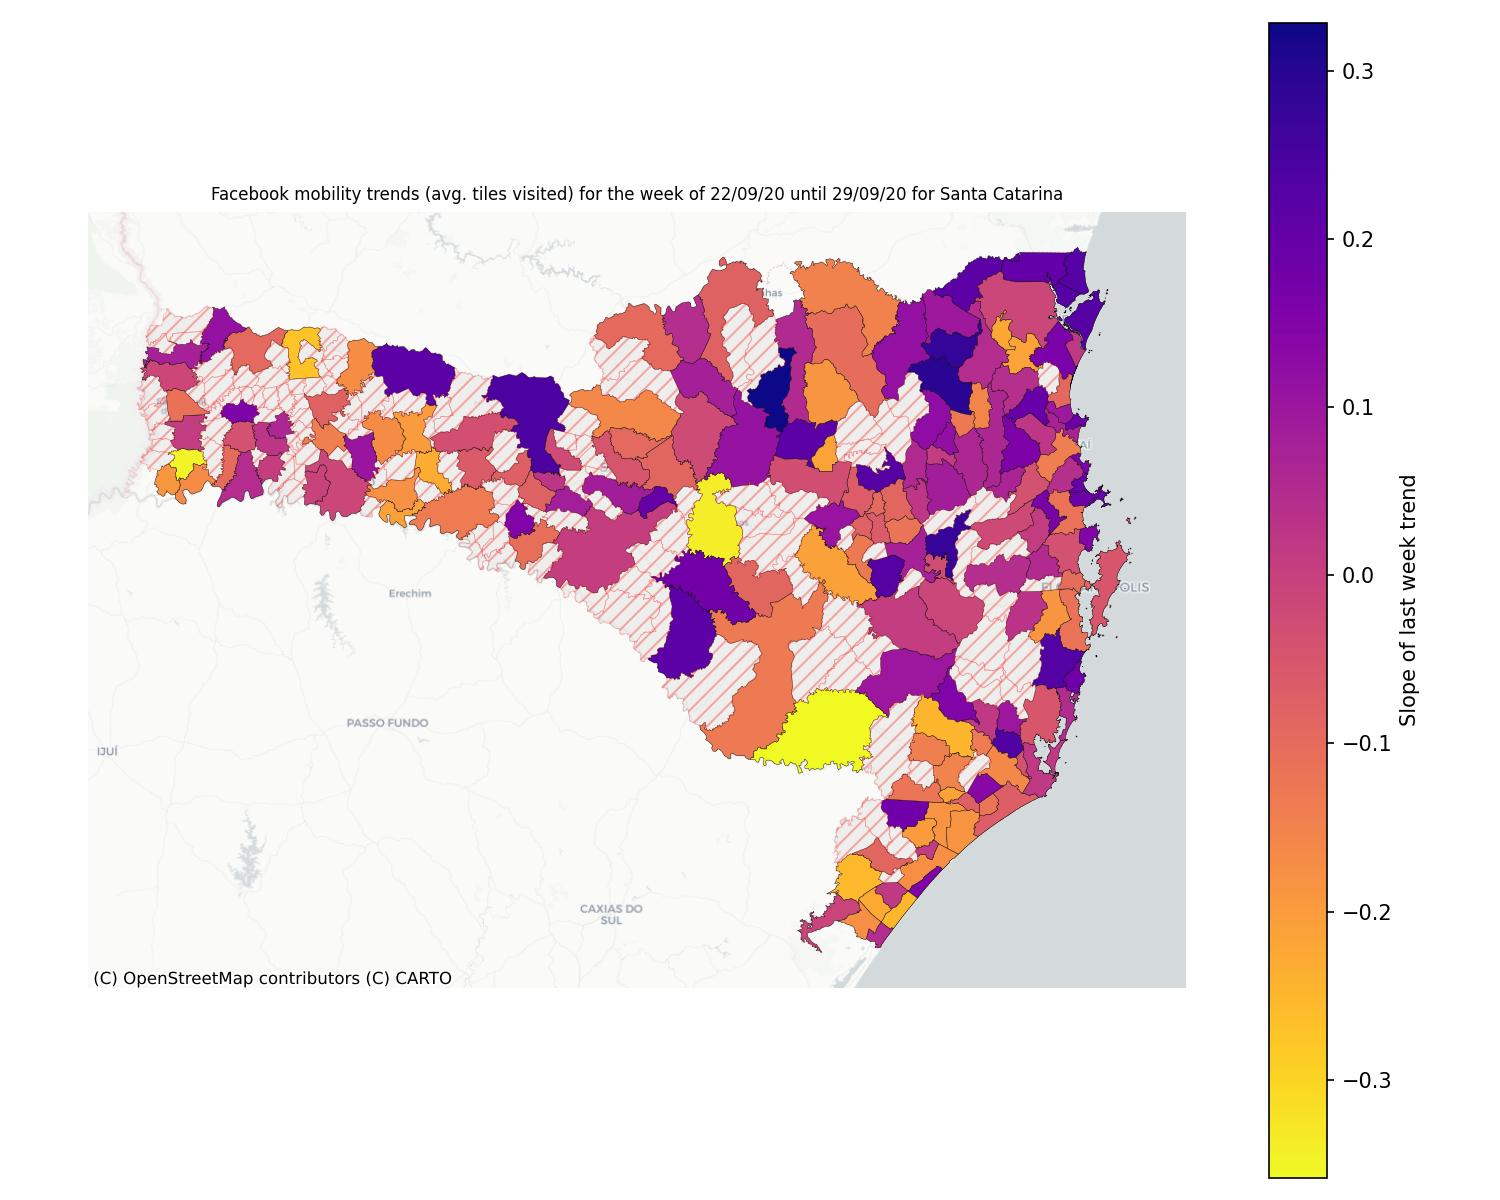 Facebook mobility trends (avg. tiles visited) for the week of 22/09/20 until 29/09/20 for Santa Catarina
0.3
0.2
0.1
0.0
−0.1
−0.2
−0.3
Slope of last week trend
Erechim
PASSO FUNDO
IJUÍ
CAXIAS DO
SUL
OLIS
(C) OpenStreetMap contributors (C) CARTO